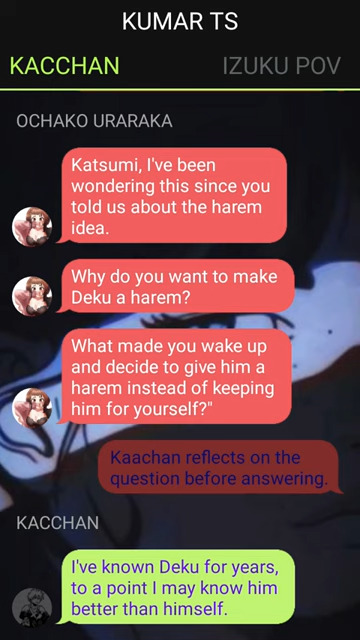 KUMAR TS
KACCHAN
IZUKU POV
OCHAKO URARAKA
Katsumi, I've been
wondering this since you
told us about the harem
idea.
Why do you want to make
Deku a harem?
What made you wake up
and decide to give him a
harem instead of keeping
him for yourself?"
Kaachan reflects on the
question before answering.
KACCHAN
I've known Deku for years,
to a point I may know him
better than himself.